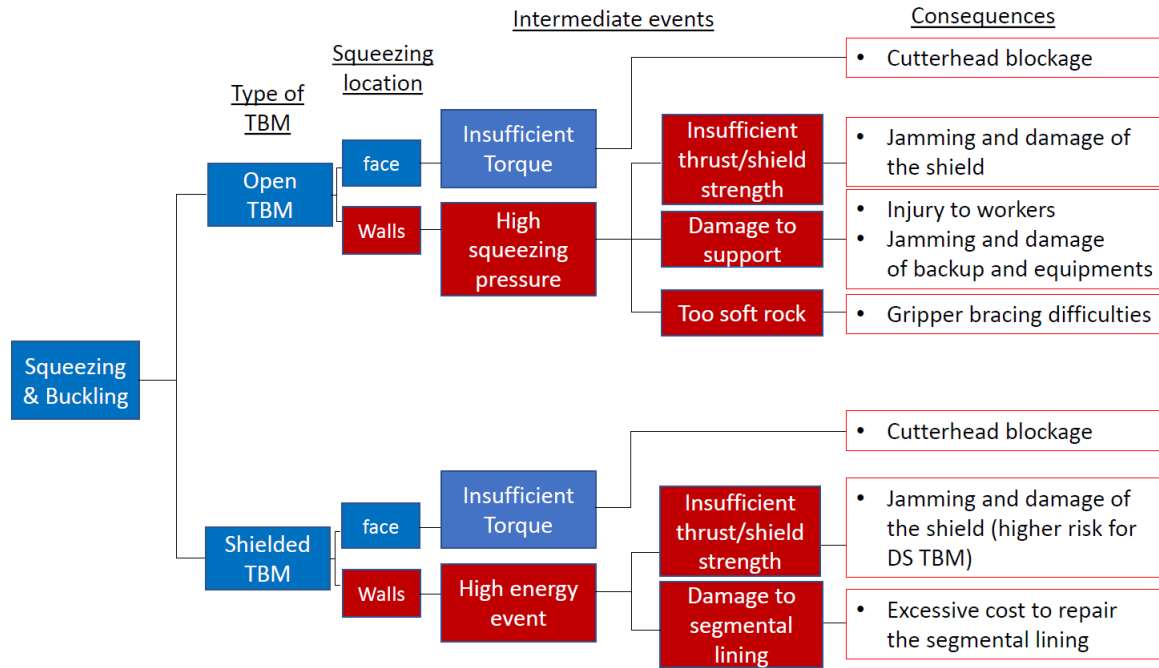 Intermediate events
Consequences
Squeezing
location
Type of
TBM
• Cutterhead blockage
Insufficient
Torque
face
Open
TBM
Walls
High
squeezing
pressure
Insufficient
thrust/shield
strength
• Jamming and damage of
the shield
Damage to
support
• Injury to workers
• Jamming and damage
of backup and equipments
Too soft rock
• Gripper bracing difficulties
Squeezing
& Buckling
• Cutterhead blockage
Insufficient
Torque
face
Shielded
TBM
Walls
High energy
event
Insufficient
thrust/shield
strength
• Jamming and damage of
the shield (higher risk for
DS TBM)
Damage to
segmental
lining
• Excessive cost to repair
the segmental lining